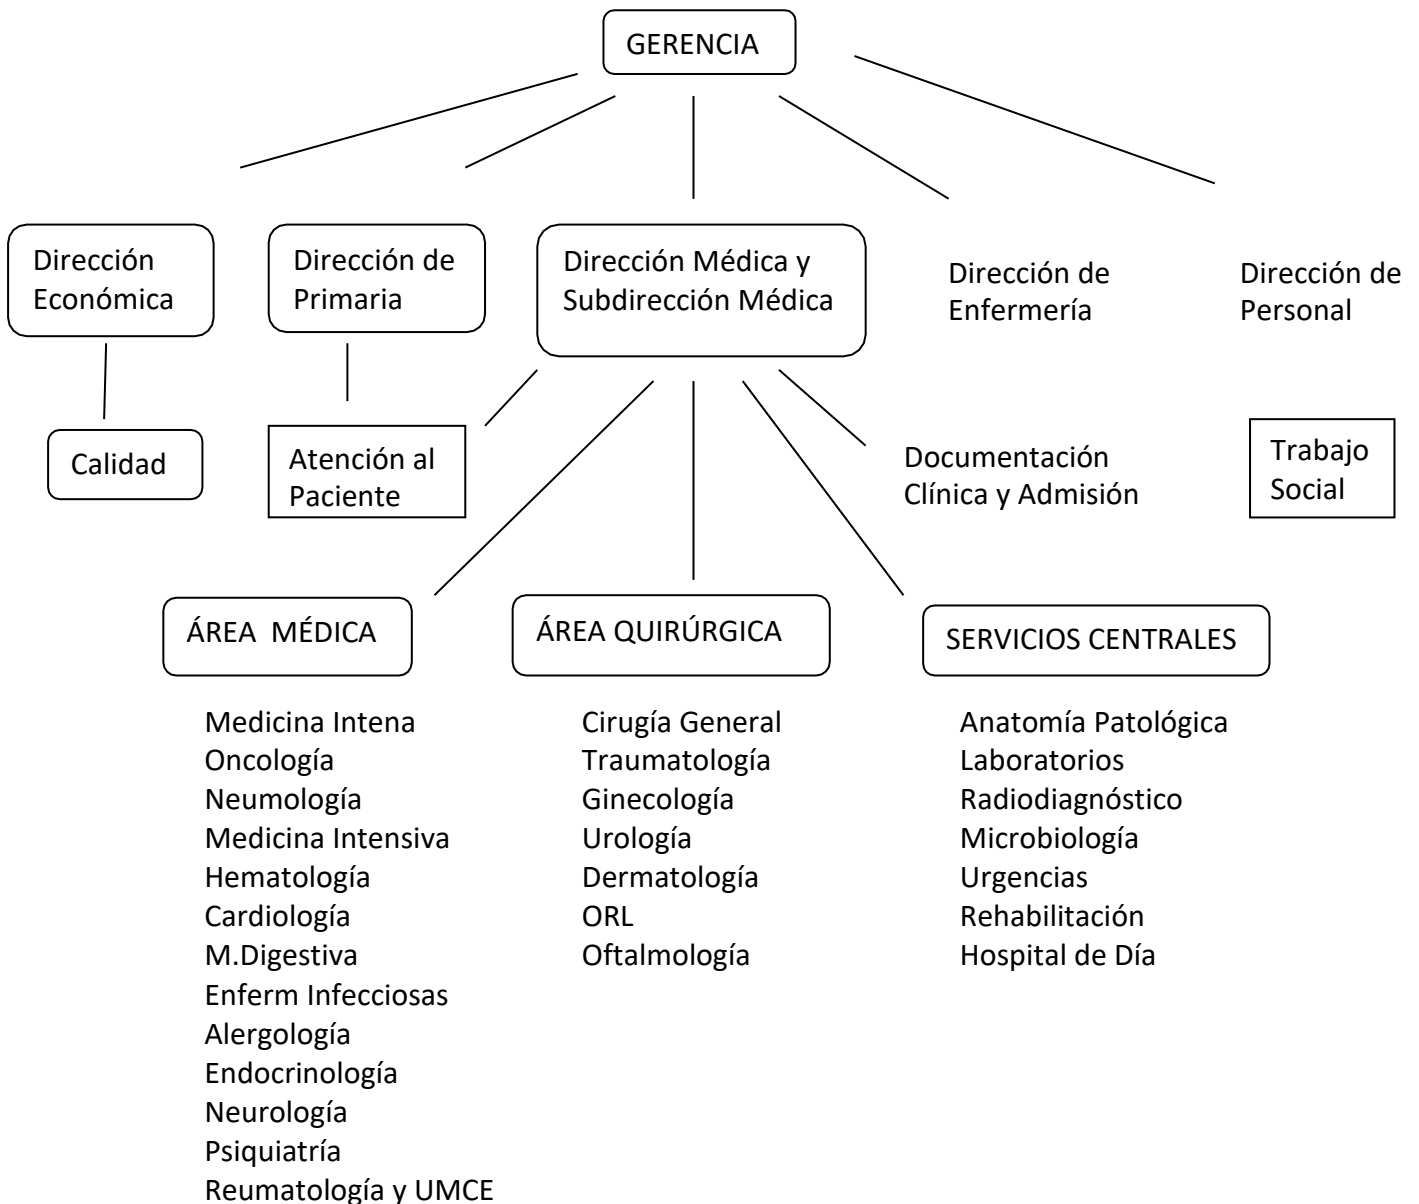 GERENCIA
Dirección
Económica
Dirección de
Primaria
Dirección Médica y
Subdirección Médica
Dirección de
Enfermería
Dirección de
Personal
Calidad
Atención al
Paciente
Documentación
Clínica y Admisión
Trabajo
Social
ÁREA MÉDICA
Medicina Intena
Oncología
Neumología
Medicina Intensiva
Hematología
Cardiología
M.Digestiva
Enferm Infecciosas
Alergología
Endocrinología
Neurología
Psiquiatría
Reumatología y UMCE
ÁREA QUIRÚRGICA
Cirugía General
Traumatología
Ginecología
Urología
Dermatología
ORL
Oftalmología
SERVICIOS CENTRALES
Anatomía Patológica
Laboratorios
Radiodiagnóstico
Microbiología
Urgencias
Rehabilitación
Hospital de Día